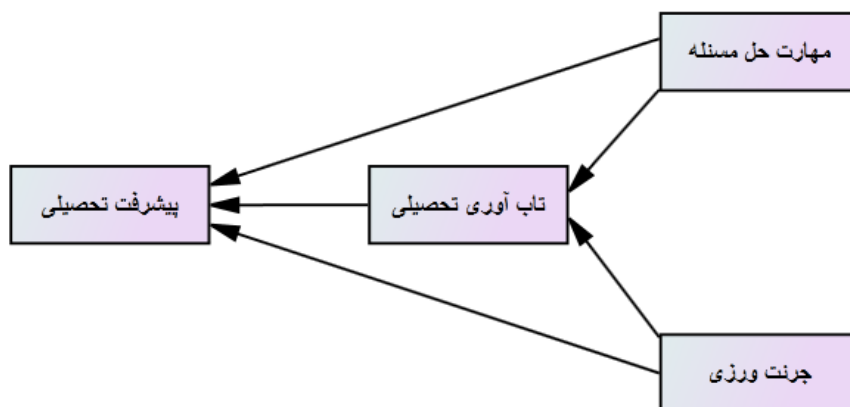 مهارت حل مسئله
پیشرفت تحصیلی
تاب آوری تحصیلی
جرئت ورزی